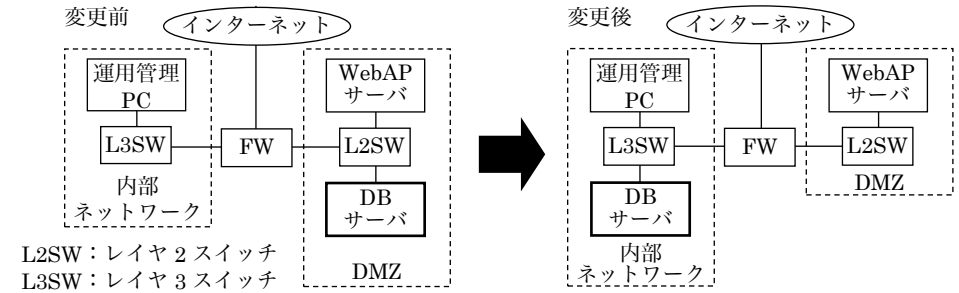 変更前
インターネット
運用管理
PC
WebAP
サーバ
L3SW
FW
L2SW
内部
ネットワーク
DB
サーバ
DMZ
L2SW：レイヤ 2 スイッチ
L3SW：レイヤ 3 スイッチ
変更後
インターネット
運用管理
PC
WebAP
サーバ
L3SW
FW
L2SW
DMZ
DB
サーバ
内部
ネットワーク